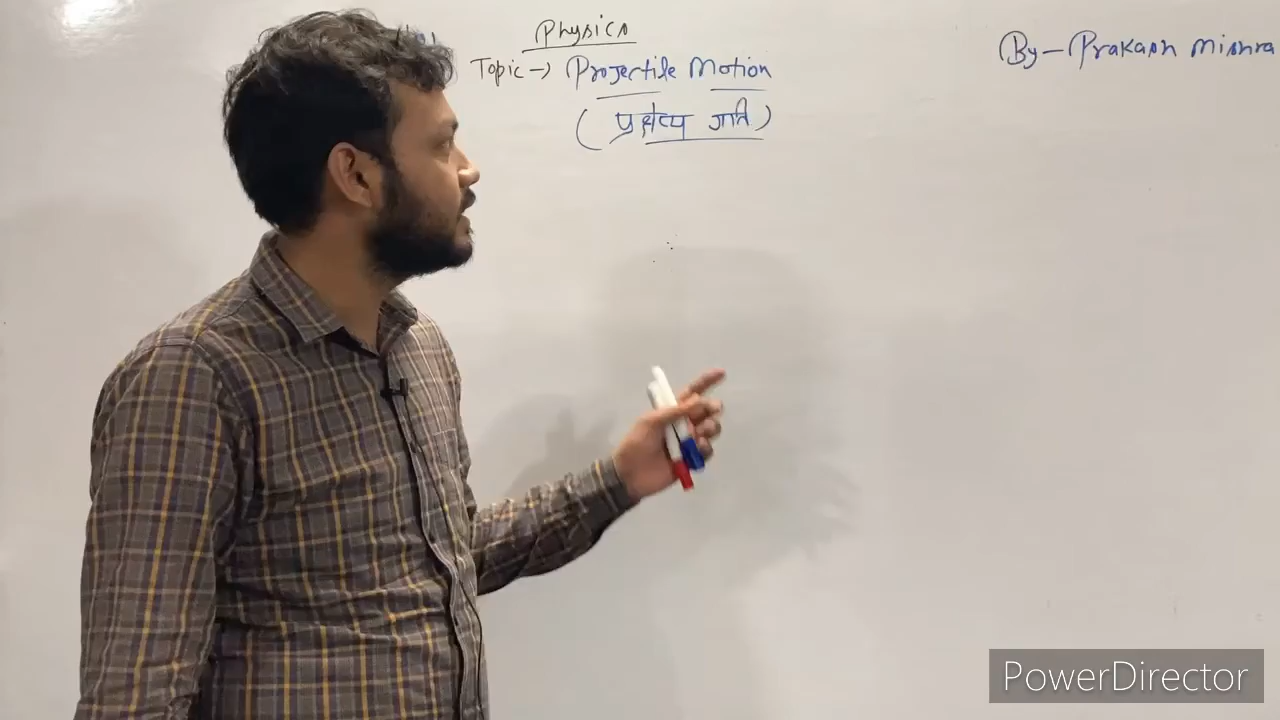 Physics
Topic → Projectile Motion
(प्रक्षेप्य गति)
By - Prakash Mishra
PowerDirector